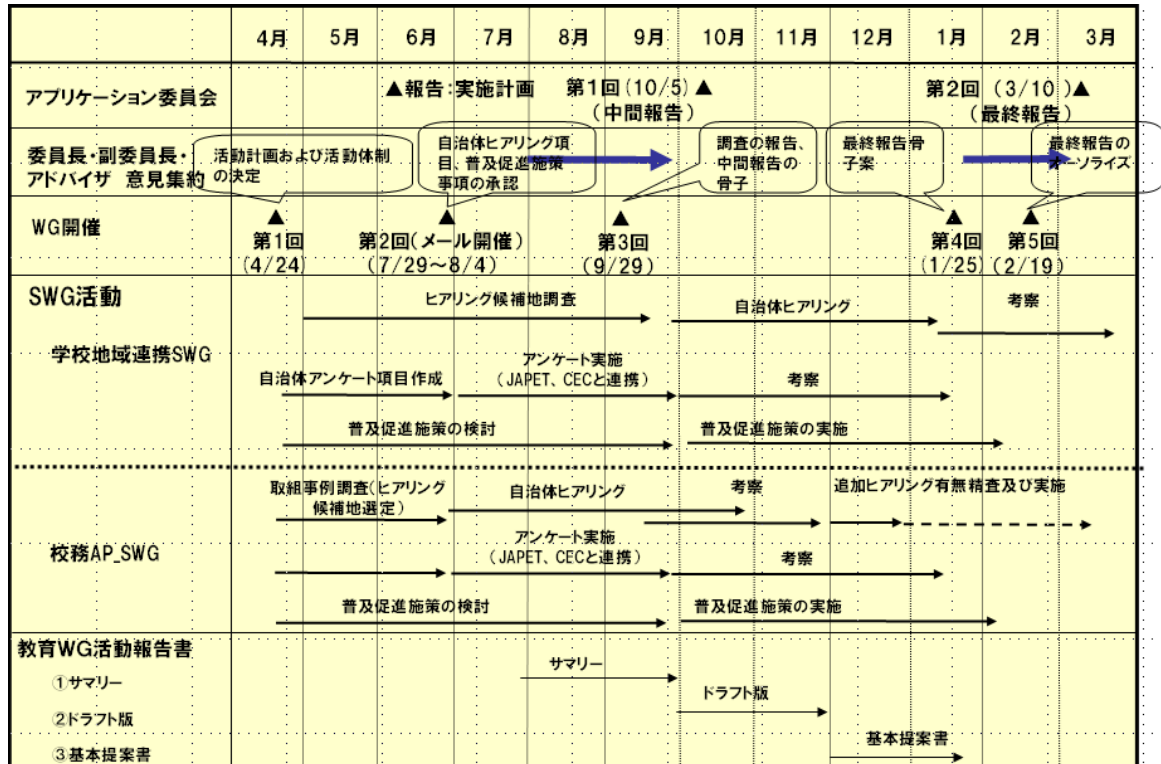 4月 5月 6月 7月 8月 9月 10月 11月 12月 1月 2月 3月
アプリケーション委員会
▲報告:実施計画
第1回(10/5)▲
(中間報告)
第2回 (3/10 )▲
(最終報告)
委員長・副委員長・
アドバイザ 意見集約
活動計画および活動体制
の決定
自治体ヒアリング項
目、普及促進施策
事項の承認
調査の報告、
中間報告の
骨子
最終報告骨
子案
最終報告の
オーソライズ
WG開催
▲
第1回
(4/24)
▲
第2回(メール開催)
(7/29~8/4)
▲
第3回
(9/29)
▲
第4回
(1/25)
▲
第5回
(2/19)
SWG活動
ヒアリング候補地調査
自治体ヒアリング
考察
学校地域連携SWG
自治体アンケート項目作成
アンケート実施
(JAPET、CECと連携)
考察
普及促進施策の検討
普及促進施策の実施
取組事例調査(ヒアリング
候補地選定)
自治体ヒアリング
考察
追加ヒアリング有無精査及び実施
校務AP_SWG
アンケート実施
(JAPET、CECと連携)
考察
普及促進施策の検討
普及促進施策の実施
教育WG活動報告書
①サマリー
サマリー
②ドラフト版
ドラフト版
③基本提案書
基本提案書